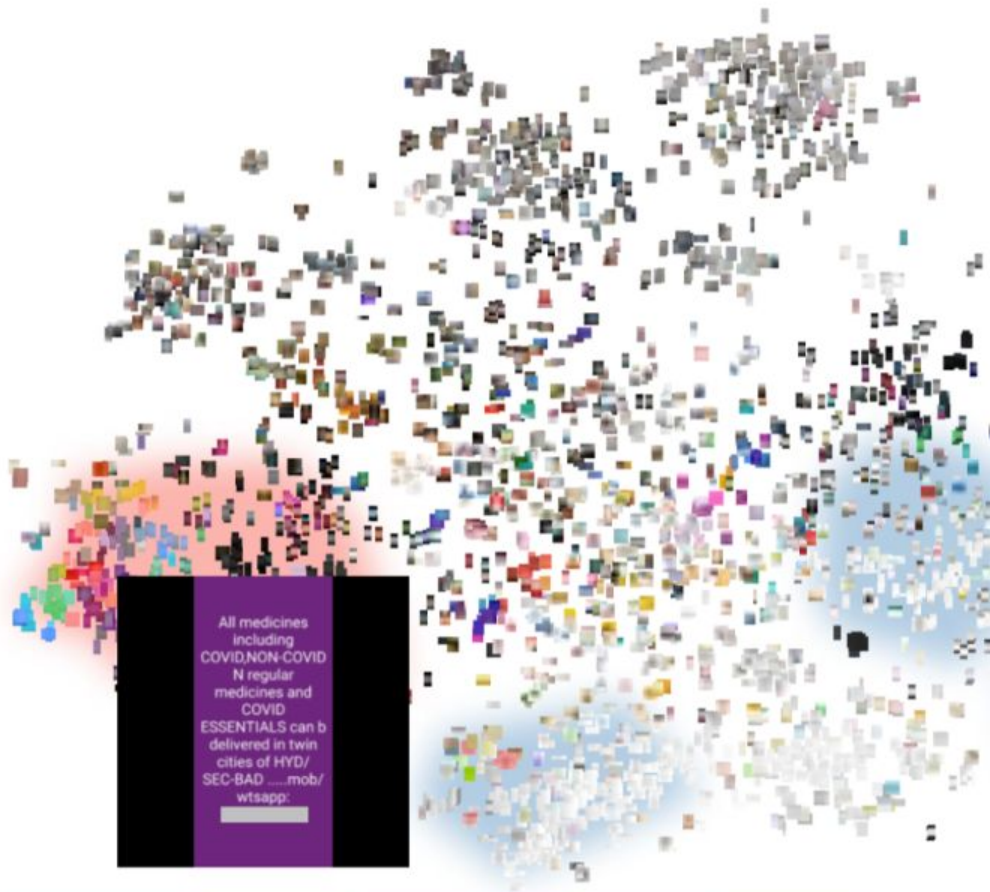 All medicines
including
COVID,NON-COVID
N regular
medicines and
COVID
ESSENTIALS can b
delivered in twin
cities of HYD/
SEC-BAD ......mob/
wtsapp: